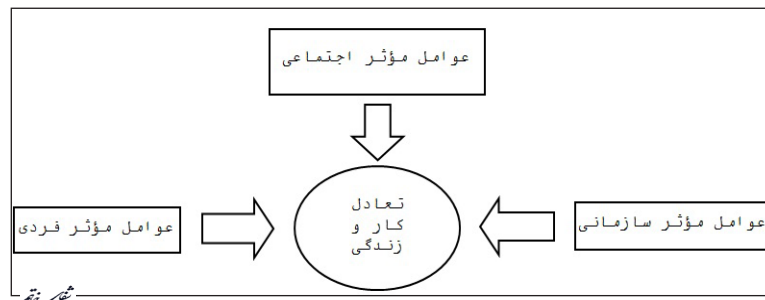 عوامل مؤثر اجتماعی
تعادل
کار و
زندگی
عوامل مؤثر سازمانی
عوامل مؤثر فردی